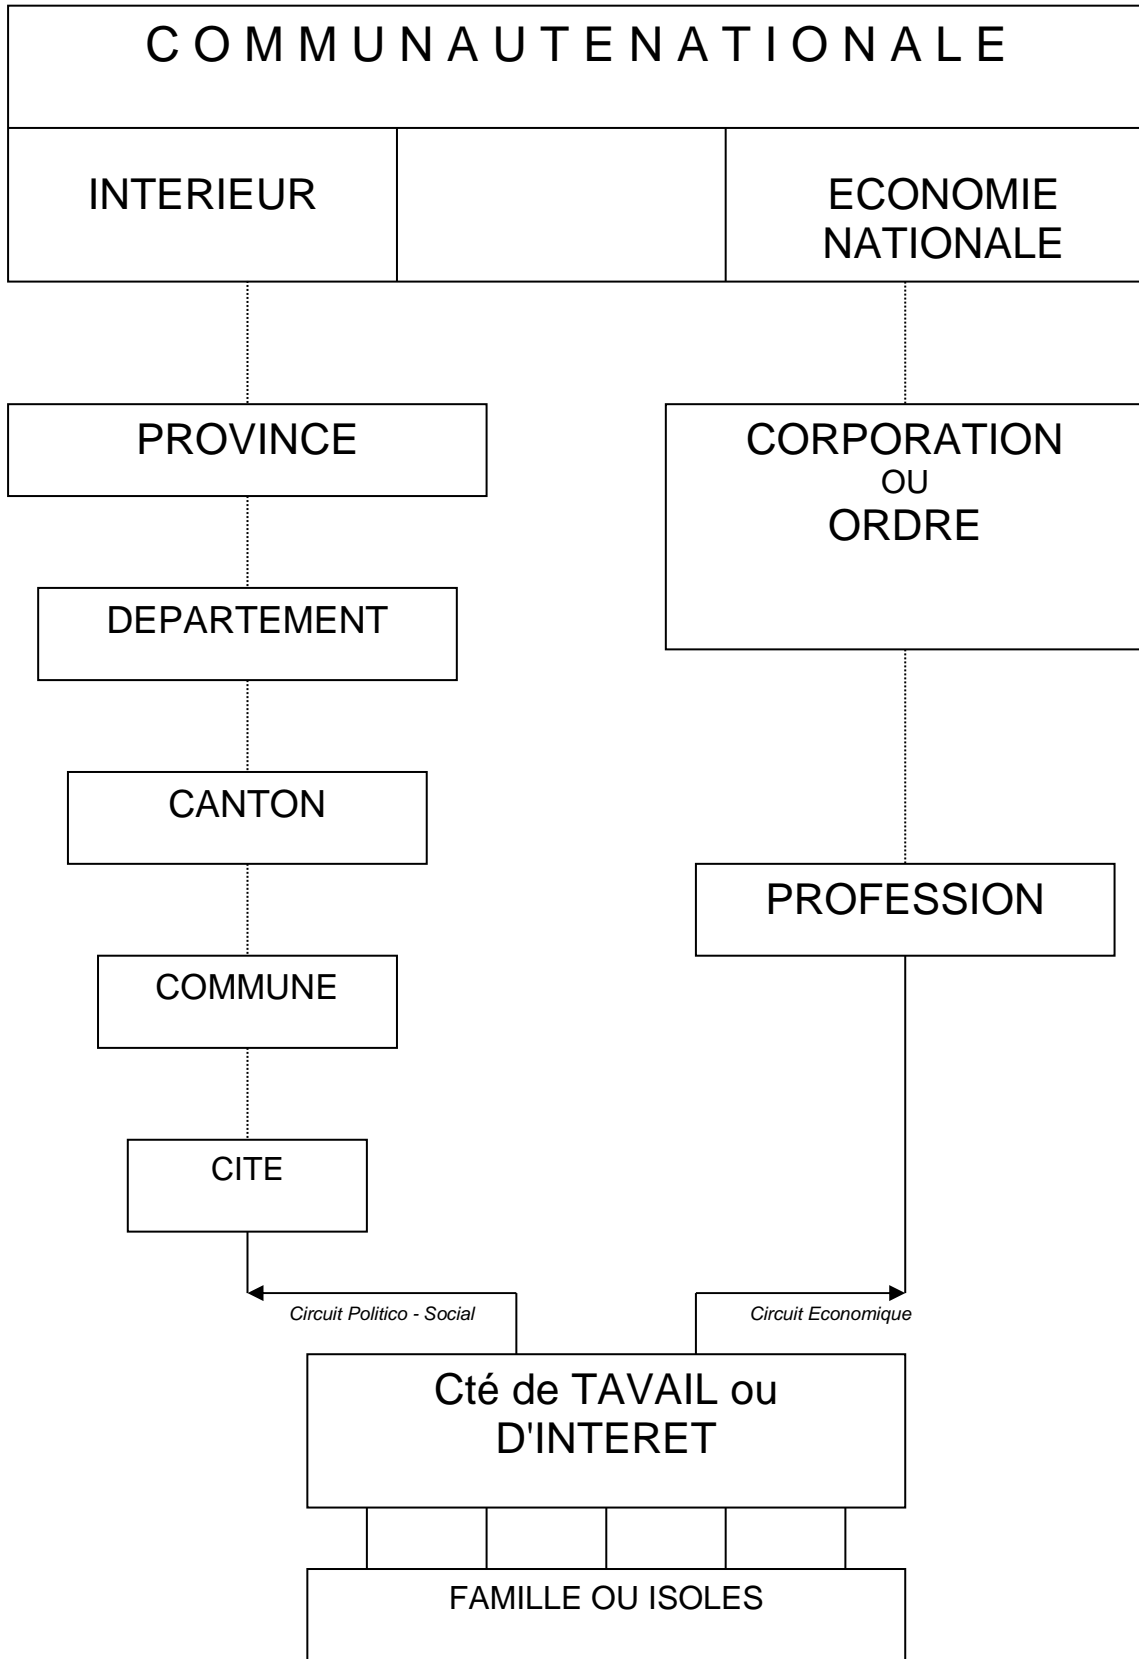 C O M M U N A U T E N A T I O N A L E
INTERIEUR
ECONOMIE
NATIONALE
PROVINCE
CORPORATION
OU
ORDRE
DEPARTEMENT
CANTON
PROFESSION
COMMUNE
CITE
Circuit Politico - Social
Circuit Economique
Cté de TAVAIL ou
D'INTERET
FAMILLE OU ISOLES